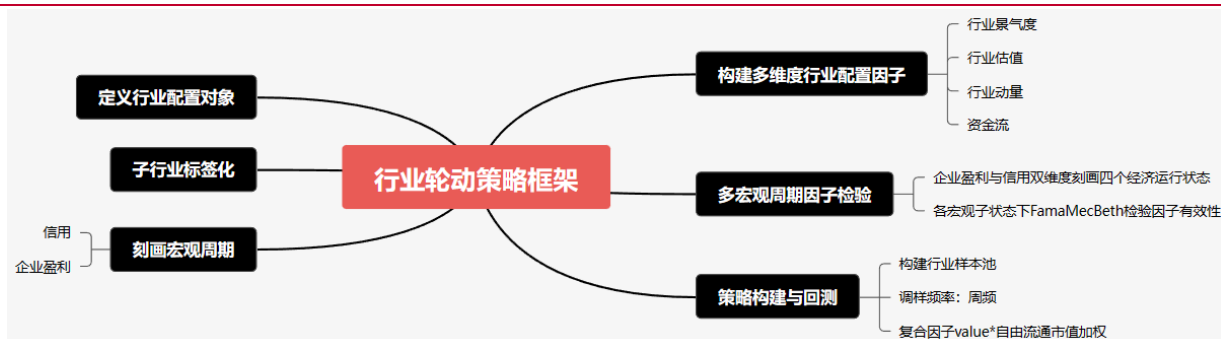 行业轮动策略框架
定义行业配置对象
子行业标签化
刻画宏观周期
信用
企业盈利
构建多维度行业配置因子
行业景气度
行业估值
行业动量
资金流
多宏观周期因子检验
企业盈利与信用双维度刻画四个经济运行状态
各宏观子状态下FamaMecBeth检验因子有效性
策略构建与回测
构建行业样本池
调样频率：周频
复合因子value*自由流通市值加权